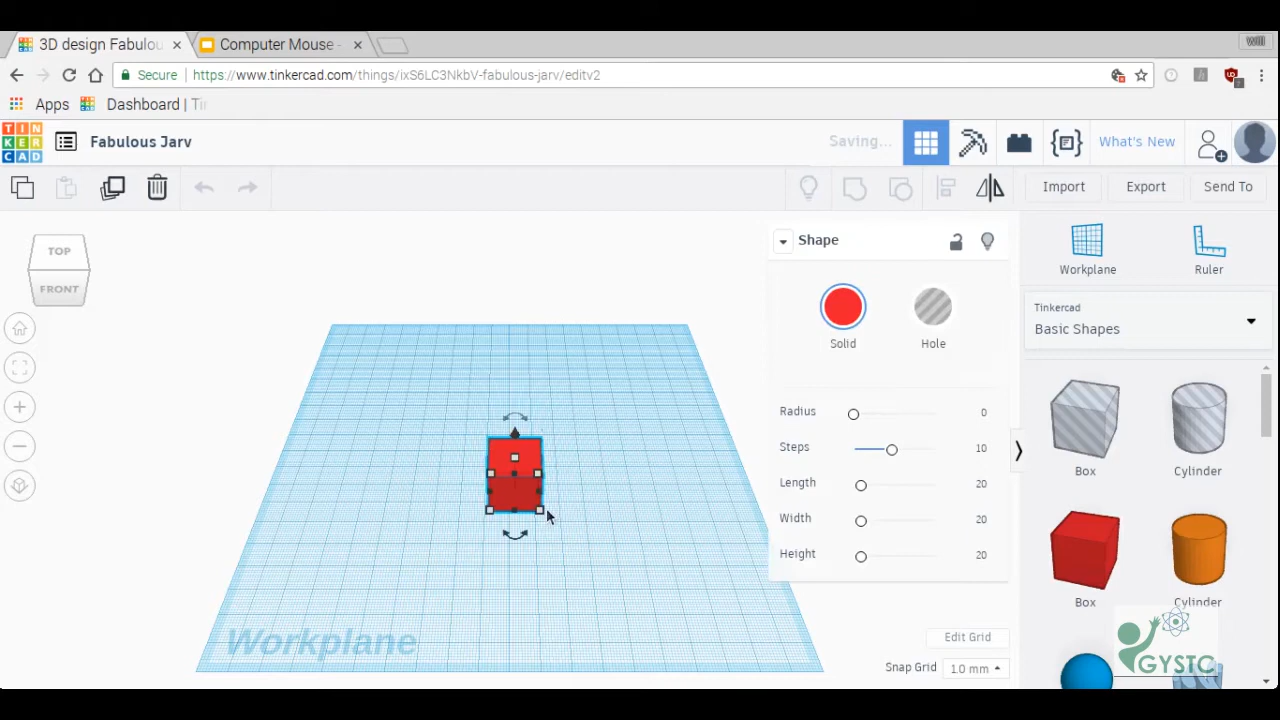 3D design Fabulou
Computer Mouse -
Will
Secure
https://www.tinkercad.com/things/ixS6LC3NkbV-fabulous-jarv/editv2
Apps
Dashboard | Ti
TIN
KER
CAD
Fabulous Jarv
Saving...
What's New
Import
Export
Send To
TOP
FRONT
Shape
Solid
Hole
Radius 0
Steps 10
Length 20
Width 20
Height 20
Workplane
Ruler
Tinkercad
Basic Shapes
Box
Cylinder
Box
Cylinder
Workplane
Edit Grid
Snap Grid 1.0 mm
GYSTC